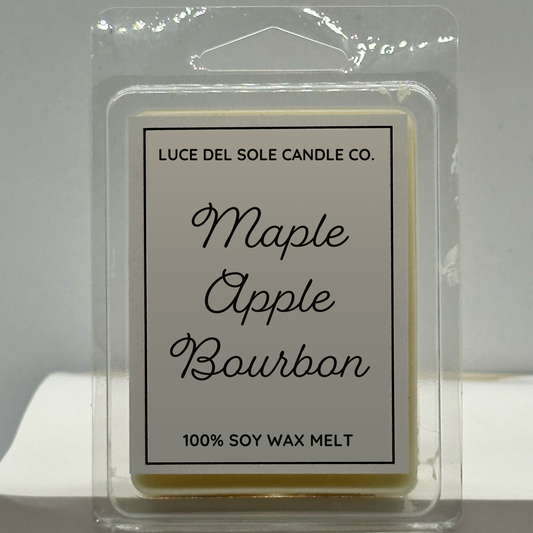 LUCE DEL SOLE CANDLE CO.
Maple
Apple
Bourbon
100% SOY WAX MELT